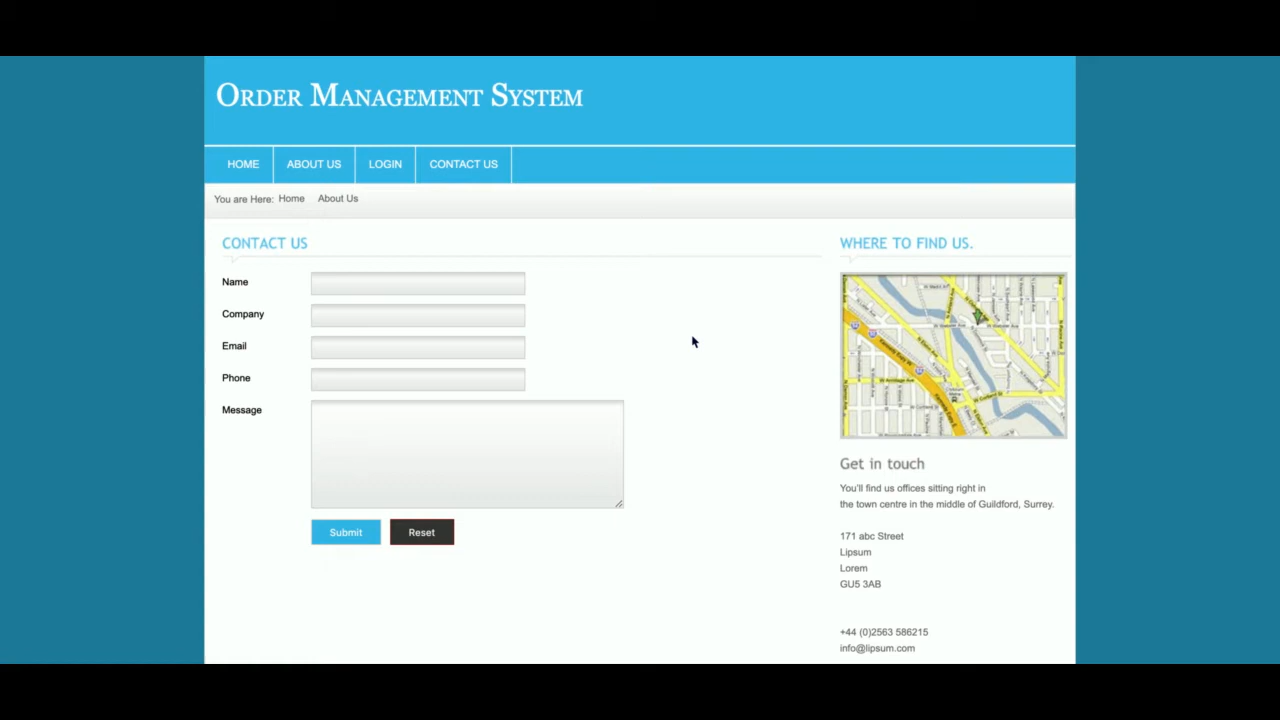 Order Management System
HOME ABOUT US LOGIN CONTACT US
You are Here: Home About Us
CONTACT US
Name
Company
Email
Phone
Message
Submit Reset
WHERE TO FIND US.
Get in touch
You'll find us offices sitting right in
the town centre in the middle of Guildford, Surrey.
171 abc Street
Lipsum
Lorem
GU5 3AB
+44 (0)2563 586215
info@lipsum.com